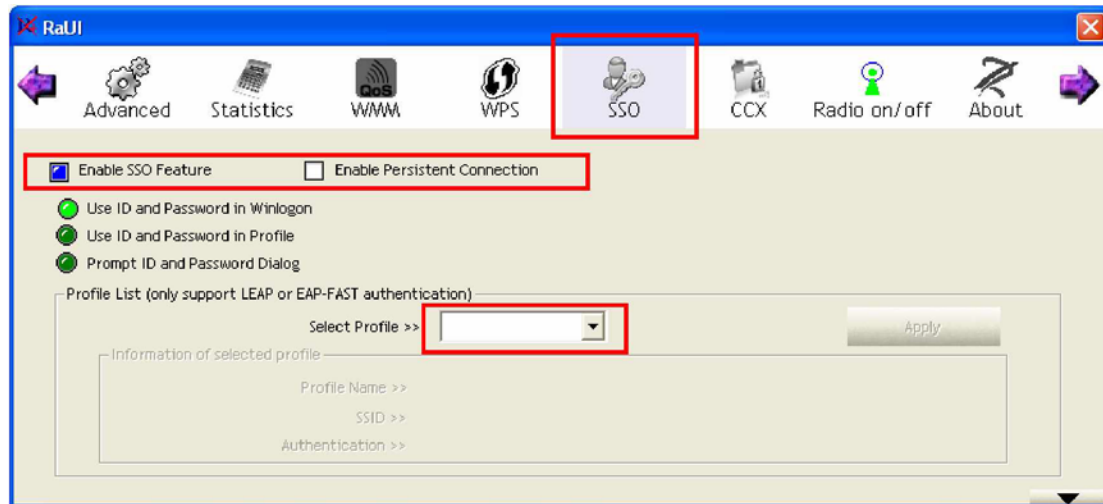 RaUI
QoS
Advanced Statistics WMM WPS SSO CCX Radio on/off About
Enable SSO Feature Enable Persistent Connection
Use ID and Password in Winlogon
Use ID and Password in Profile
Prompt ID and Password Dialog
Profile List (only support LEAP or EAP-FAST authentication)
Select Profile >> Apply
Information of selected profile
Profile Name >>
SSID >>
Authentication >>